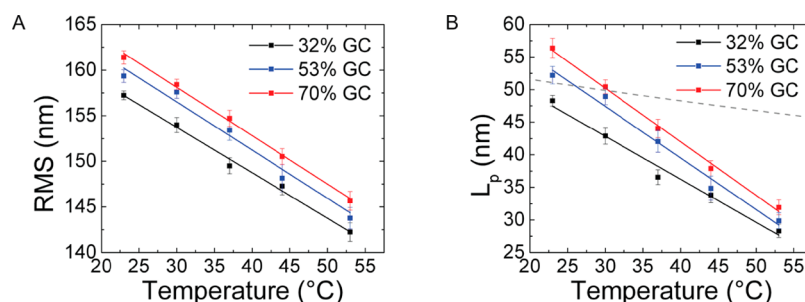 A
RMS (nm)
165
160
155
150
145
140
20 25 30 35 40 45 50 55
Temperature (°C)
32% GC
53% GC
70% GC
B
Lp (nm)
60
55
50
45
40
35
30
25
20 25 30 35 40 45 50 55
Temperature (°C)
32% GC
53% GC
70% GC